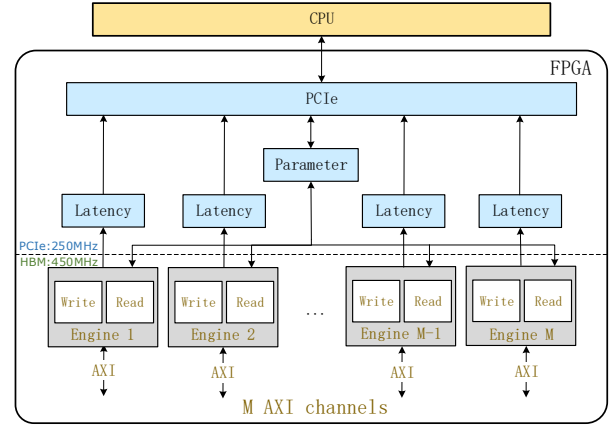 CPU
FPGA
PCIe
Parameter
Latency Latency Latency Latency
PCIe:250MHz
HBM:450MHz
Write Read Write Read Write Read Write Read
...
Engine 1 Engine 2 Engine M-1 Engine M
AXI AXI AXI AXI
M AXI channels